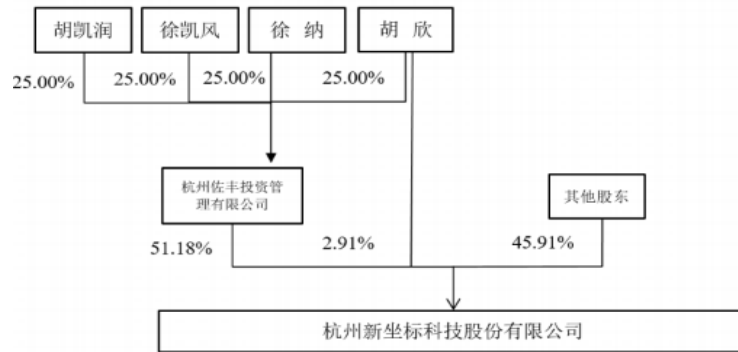 胡凯润 徐凯风 徐 纳 胡 欣
25.00% 25.00% 25.00% 25.00%
杭州佐丰投资管
理有限公司
其他股东
51.18% 2.91% 45.91%
杭州新坐标科技股份有限公司